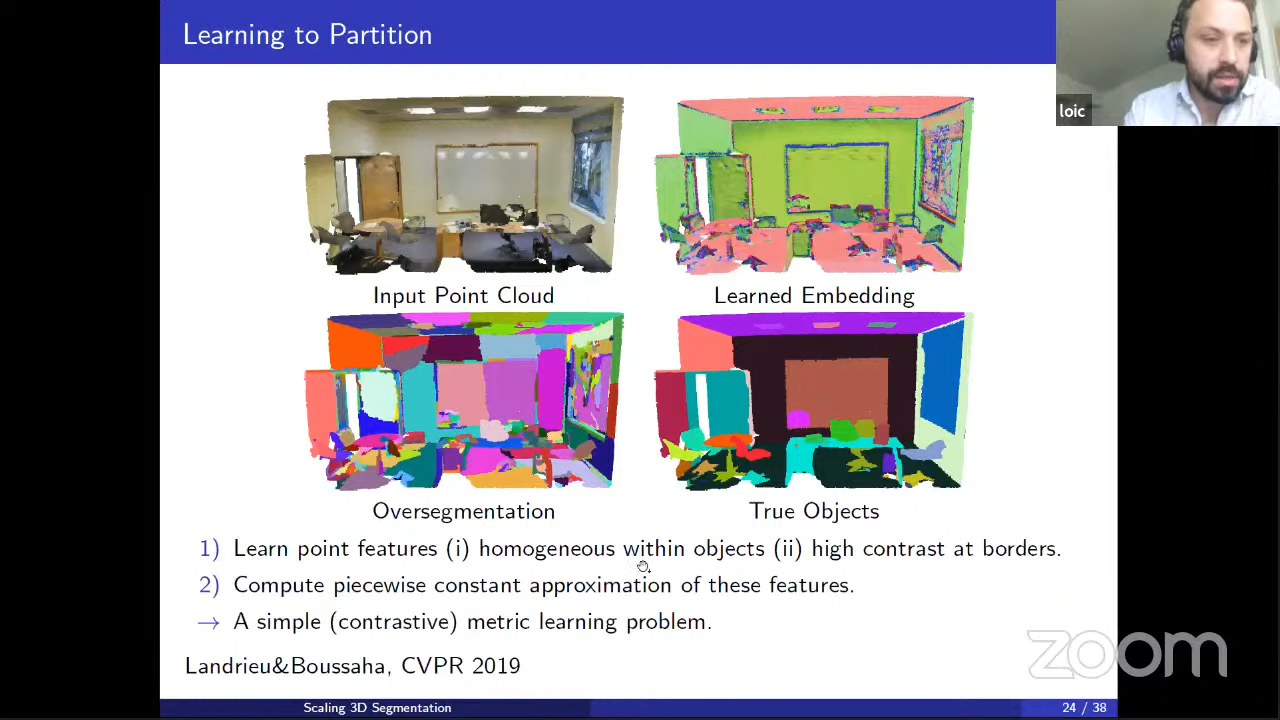 Learning to Partition
loic
Input Point Cloud
Learned Embedding
Oversegmentation
True Objects
1) Learn point features (i) homogeneous within objects (ii) high contrast at borders.
2) Compute piecewise constant approximation of these features.
→ A simple (contrastive) metric learning problem.
Landrieu&Boussaha, CVPR 2019
zoom
Scaling 3D Segmentation
24 / 38